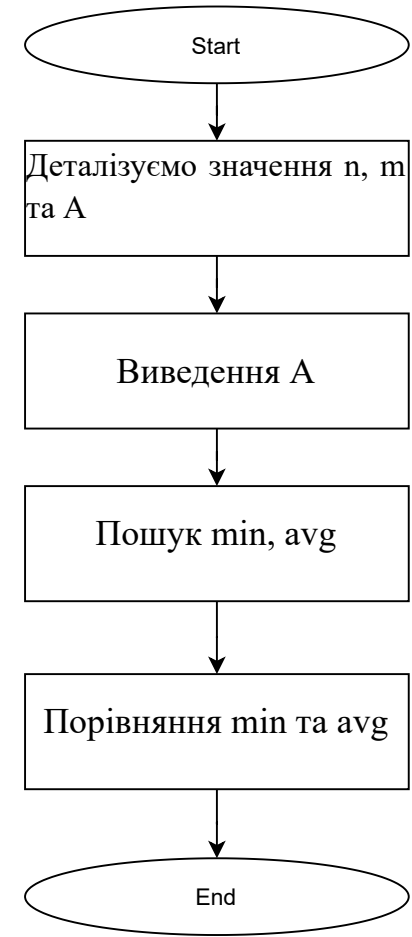 Start
Деталізуємо значення n, m
та А
Виведення А
Пошук min, avg
Порівняння min та avg
End